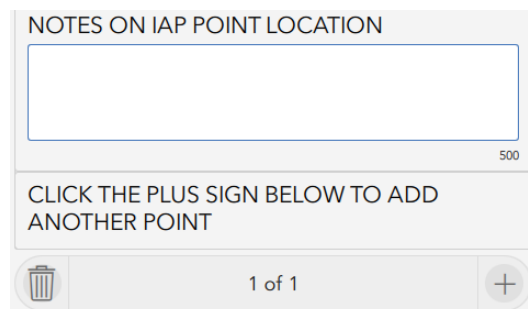 NOTES ON IAP POINT LOCATION
500
CLICK THE PLUS SIGN BELOW TO ADD
ANOTHER POINT
1 of 1